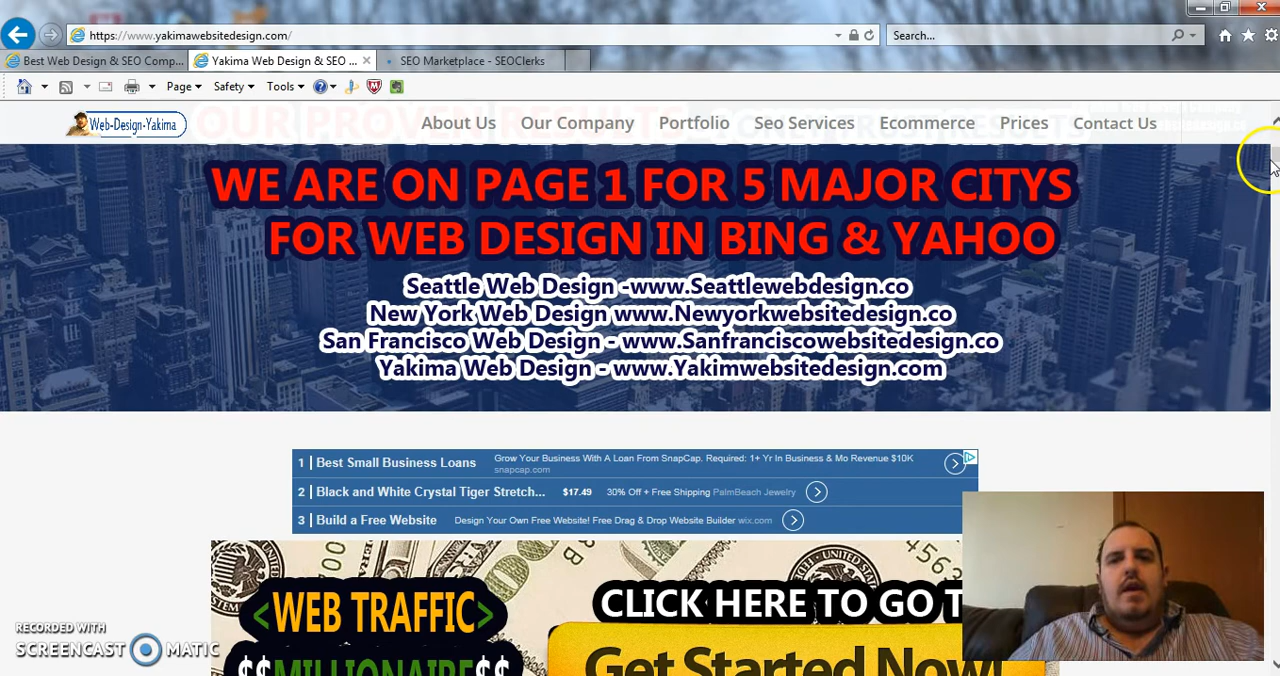 https://www.yakimawebsitedesign.com/
Search...
Best Web Design & SEO Comp...
Yakima Web Design & SEO ...
SEO Marketplace - SEOClerks
Page
Safety
Tools
Web-Design-Yakima
About Us
Our Company
Portfolio
Seo Services
Ecommerce
Prices
Contact Us
OUR PROVEN RESULTS
WE ARE ON PAGE 1 FOR 5 MAJOR CITYS
FOR WEB DESIGN IN BING & YAHOO
Seattle Web Design -www.Seattlewebdesign.co
New York Web Design www.Newyorkwebsitedesign.co
San Francisco Web Design - www.Sanfranciscowebsitedesign.co
Yakima Web Design - www.Yakimwebsitedesign.com
1 | Best Small Business Loans
Grow Your Business With A Loan From SnapCap. Required: 1+ Yr In Business & Mo Revenue $10K
snapcap.com
2 | Black and White Crystal Tiger Stretch... $17.49 30% Off + Free Shipping PalmBeach Jewelry
3 | Build a Free Website Design Your Own Free Website! Free Drag & Drop Website Builder wix.com
<WEB TRAFFIC>
$$MILLIONAIRE$$
CLICK HERE TO GO T
Get Started Now!
RECORDED WITH
SCREENCAST MATIC